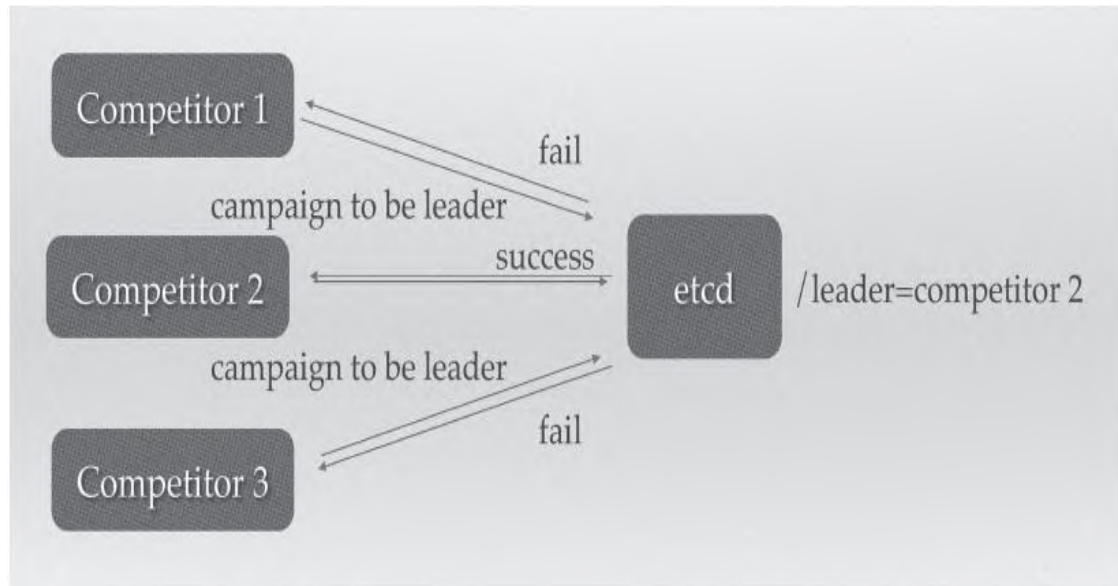 Competitor 1
fail
campaign to be leader
success
Competitor 2
etcd
/leader=competitor 2
campaign to be leader
fail
Competitor 3